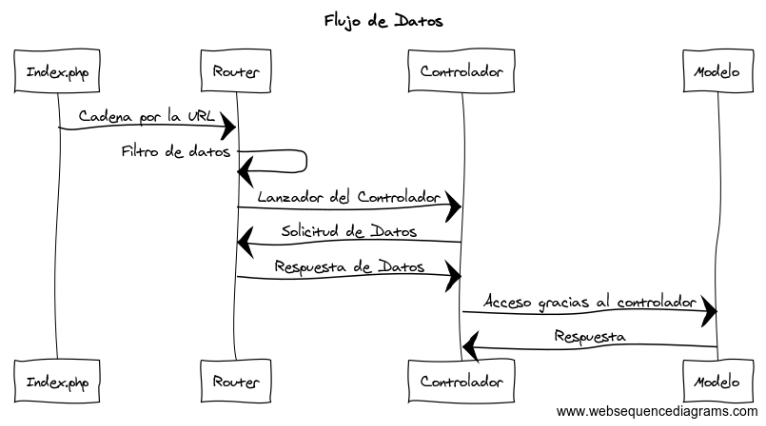 Flujo de Datos
Index.php
Router
Controlador
Modelo
Cadena por la URL
Filtro de datos
Lanzador del Controlador
Solicitud de Datos
Respuesta de Datos
Acceso gracias al controlador
Respuesta
Index.php
Router
Controlador
Modelo
www.websequencediagrams.com